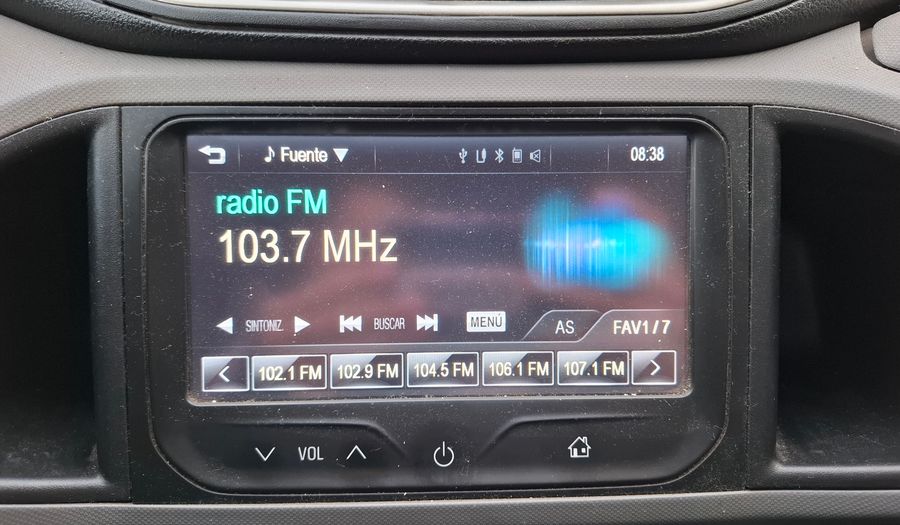 Fuente 08:38
radio FM
103.7 MHz
SINTONIZ. BUSCAR MENÚ AS FAV1/7
102.1 FM 102.9 FM 104.5 FM 106.1 FM 107.1 FM
VOL